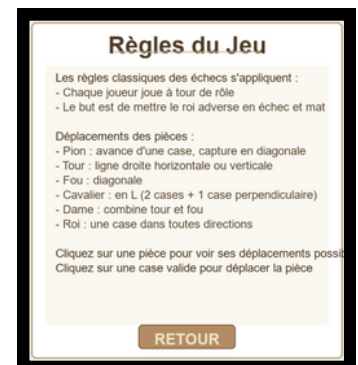 Règles du Jeu
Les règles classiques des échecs s'appliquent :
- Chaque joueur joue à tour de rôle
- Le but est de mettre le roi adverse en échec et mat
Déplacements des pièces :
- Pion : avance d'une case, capture en diagonale
- Tour : ligne droite horizontale ou verticale
- Fou : diagonale
- Cavalier : en L (2 cases + 1 case perpendiculaire)
- Dame : combine tour et fou
- Roi : une case dans toutes directions
Cliquez sur une pièce pour voir ses déplacements possib
Cliquez sur une case valide pour déplacer la pièce
RETOUR